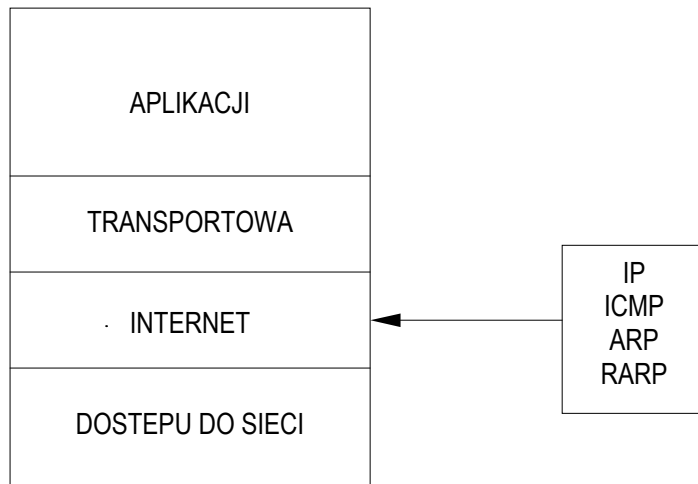 APLIKACJI
TRANSPORTOWA
. INTERNET
DOSTEPU DO SIECI
IP
ICMP
ARP
RARP